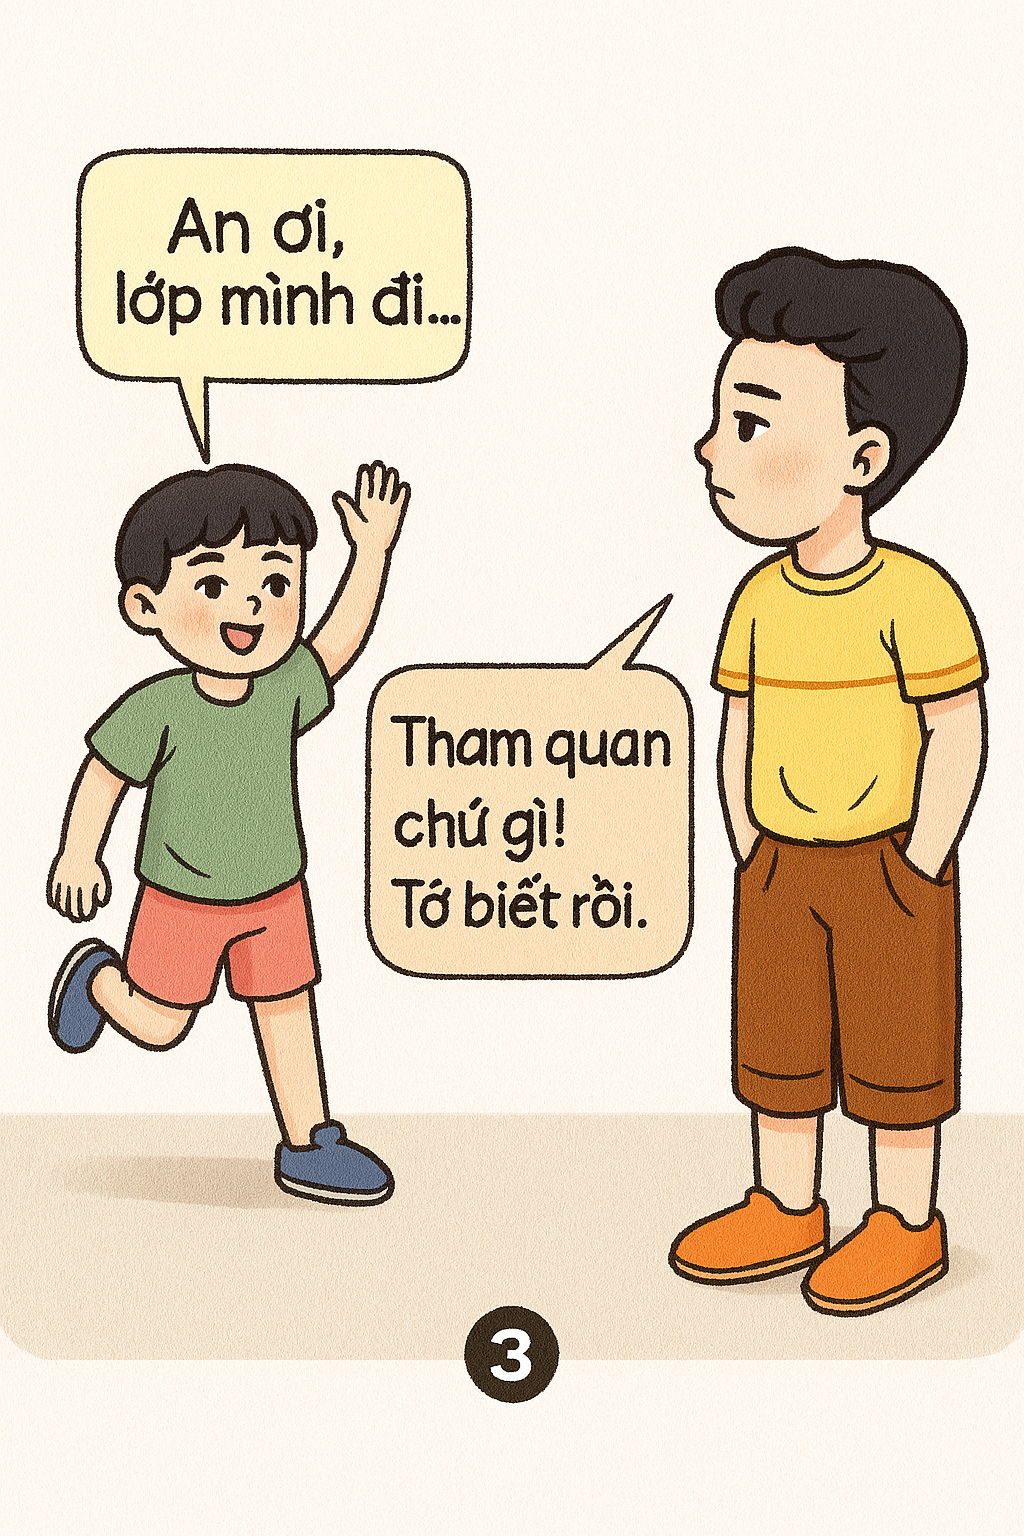 An ơi,
lớp mình đi...
Tham quan
chứ gì!
Tớ biết rồi.
3